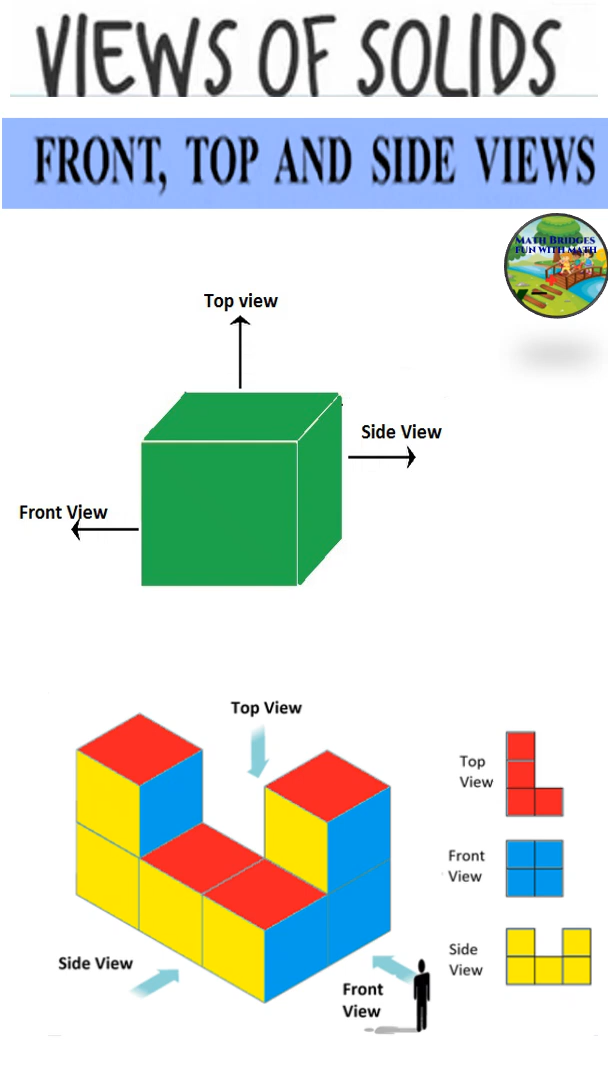 VIEWS OF SOLIDS
FRONT, TOP AND SIDE VIEWS
MATH BRIDGES
FUN WITH MATH
Top view
Side View
Front View
Top View
Top
View
Front
View
Side
View
Side View
Front
View